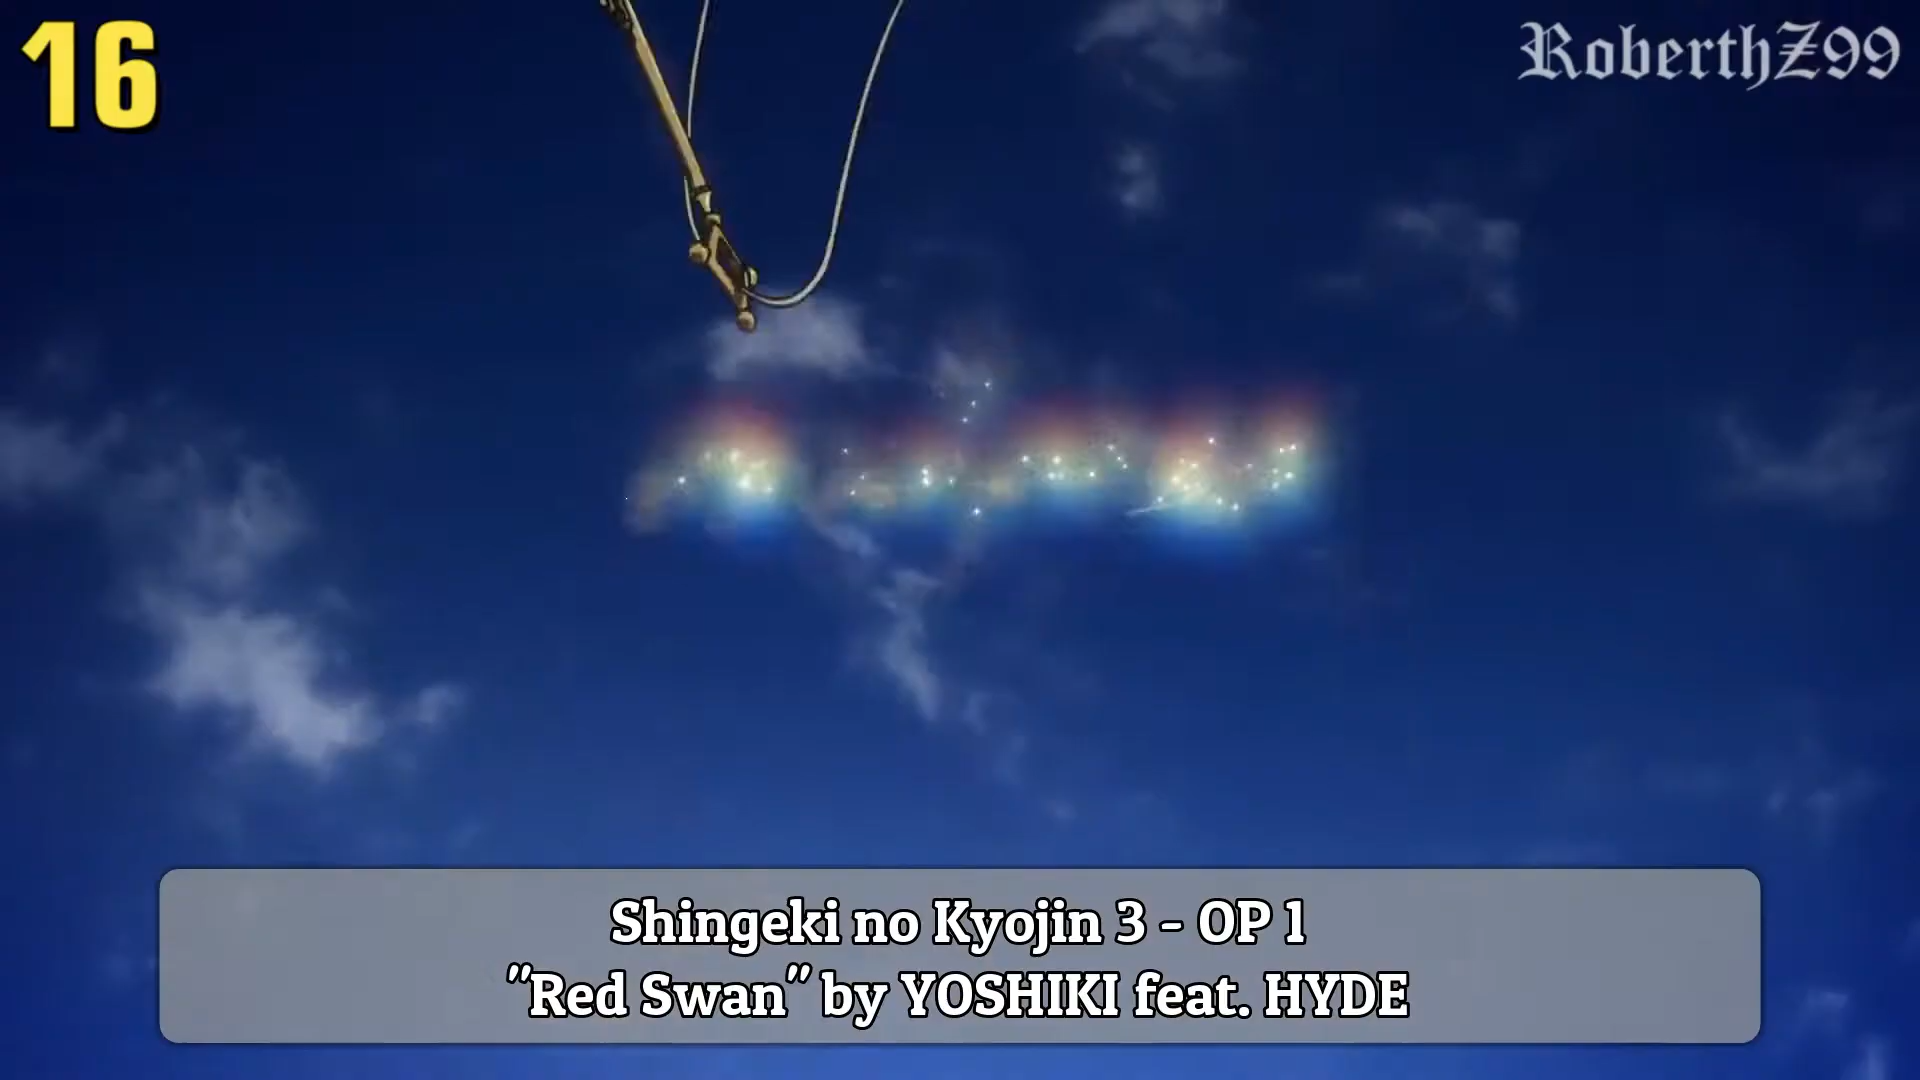 16
RoberthZ99
Shingeki no Kyojin 3 - OP 1
"Red Swan" by YOSHIKI feat. HYDE